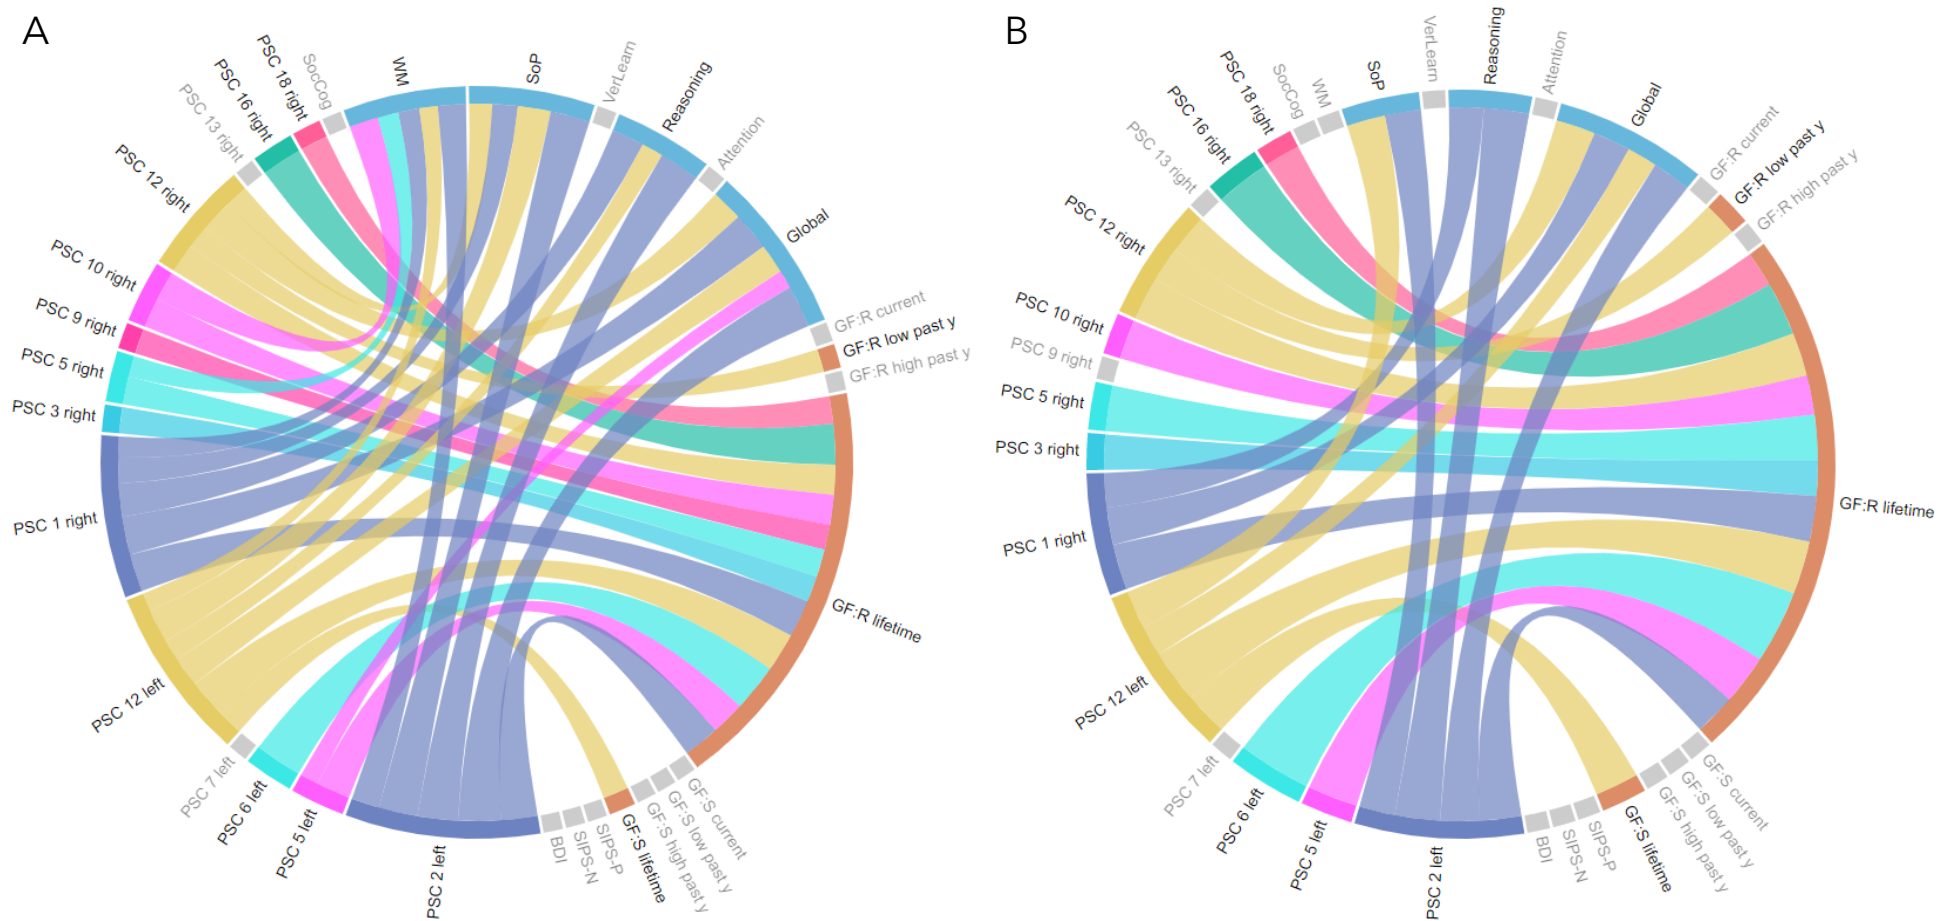 A
PSC 13 right
PSC 16 right
PSC 18 right
SocCog
WM
SoP
VerLearn
Reasoning
Attention
Global
GF:R current
GF:R low past y
GF:R high past y
GF:R lifetime
GF:S current
GF:S low past y
GF:S high past y
GF:S lifetime
SIPS-P
SIPS-N
BDI
PSC 2 left
PSC 5 left
PSC 6 left
PSC 7 left
PSC 12 left
PSC 1 right
PSC 3 right
PSC 5 right
PSC 9 right
PSC 10 right
PSC 12 right
B
PSC 13 right
PSC 16 right
PSC 18 right
SocCog
WM
SoP
VerLearn
Reasoning
Attention
Global
GF:R current
GF:R low past y
GF:R high past y
GF:R lifetime
GF:S current
GF:S low past y
GF:S high past y
GF:S lifetime
SIPS-P
SIPS-N
BDI
PSC 2 left
PSC 5 left
PSC 6 left
PSC 7 left
PSC 12 left
PSC 1 right
PSC 3 right
PSC 5 right
PSC 9 right
PSC 10 right
PSC 12 right